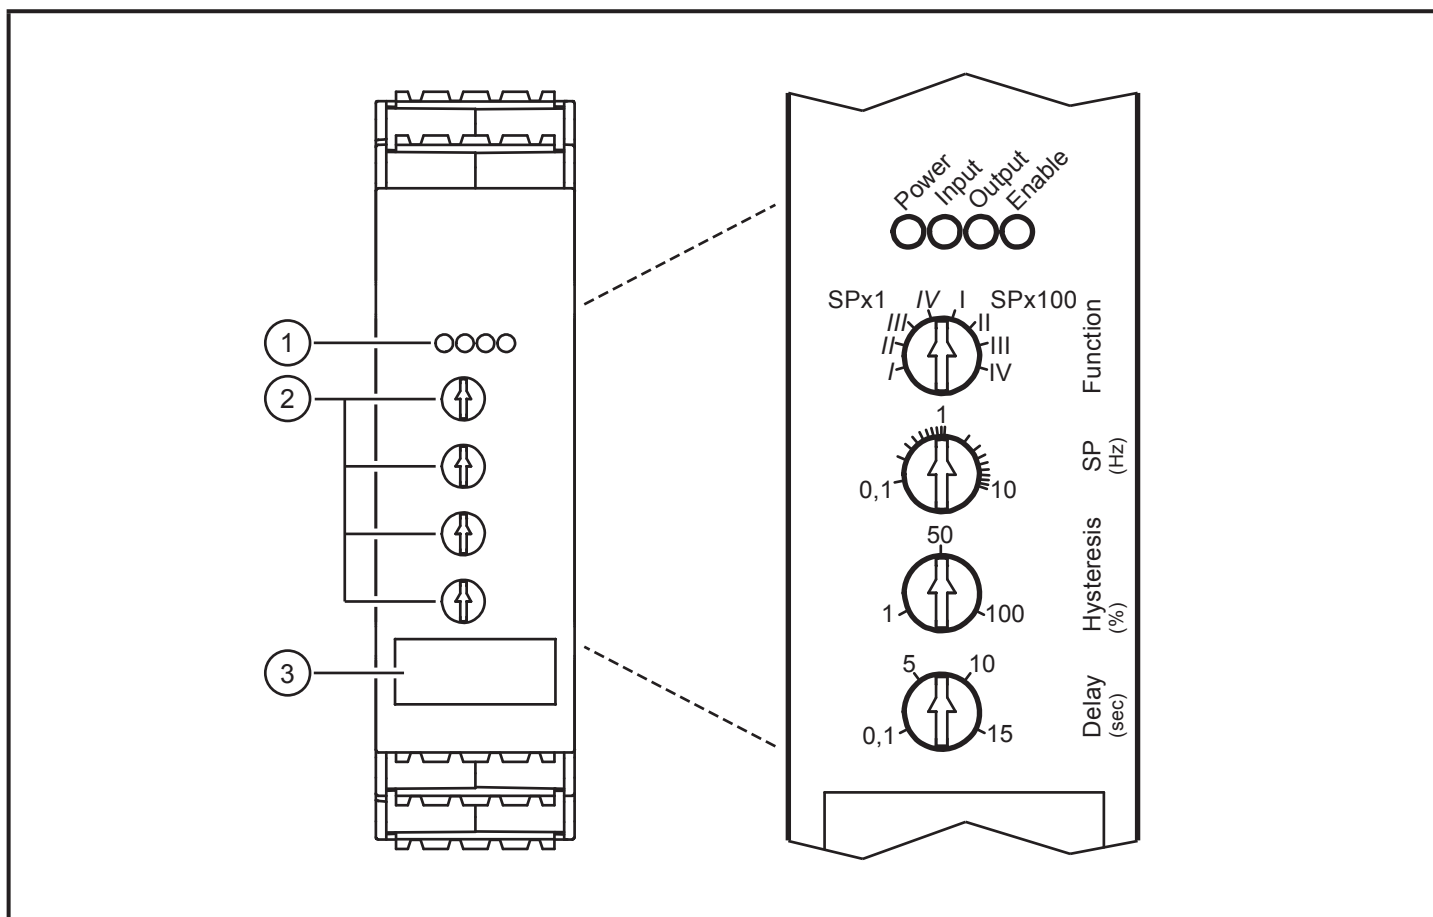 1
2
3
Power
Input
Output
Enable
SPx1 IV I SPx100
III II
II III
I IV
Function
1
0,1 10
SP
(Hz)
50
1 100
Hysteresis
(%)
5 10
0,1 15
Delay
(sec)